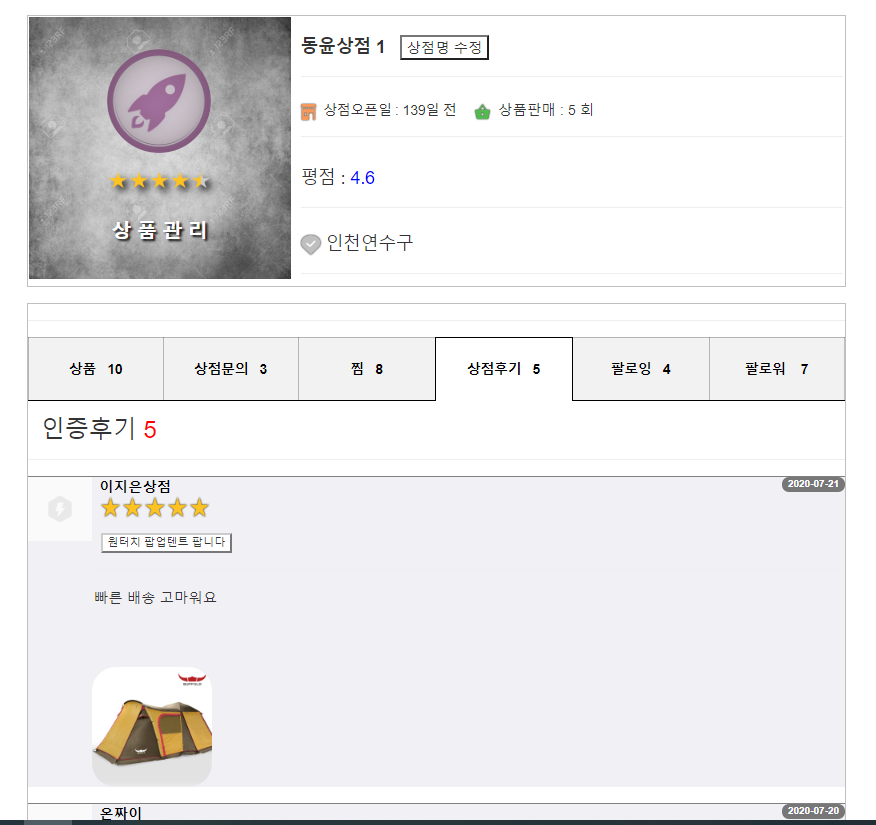 동윤상점 1 상점명 수정
상점오픈일 : 139일 전 상품판매 : 5 회
평점 : 4.6
상 품 관 리
인천연수구
상품 10 상점문의 3 찜 8 상점후기 5 팔로잉 4 팔로워 7
인증후기 5
이지은상점 2020-07-21
원터치 팝업텐트 팝니다
빠른 배송 고마워요
온짜이 2020-07-20